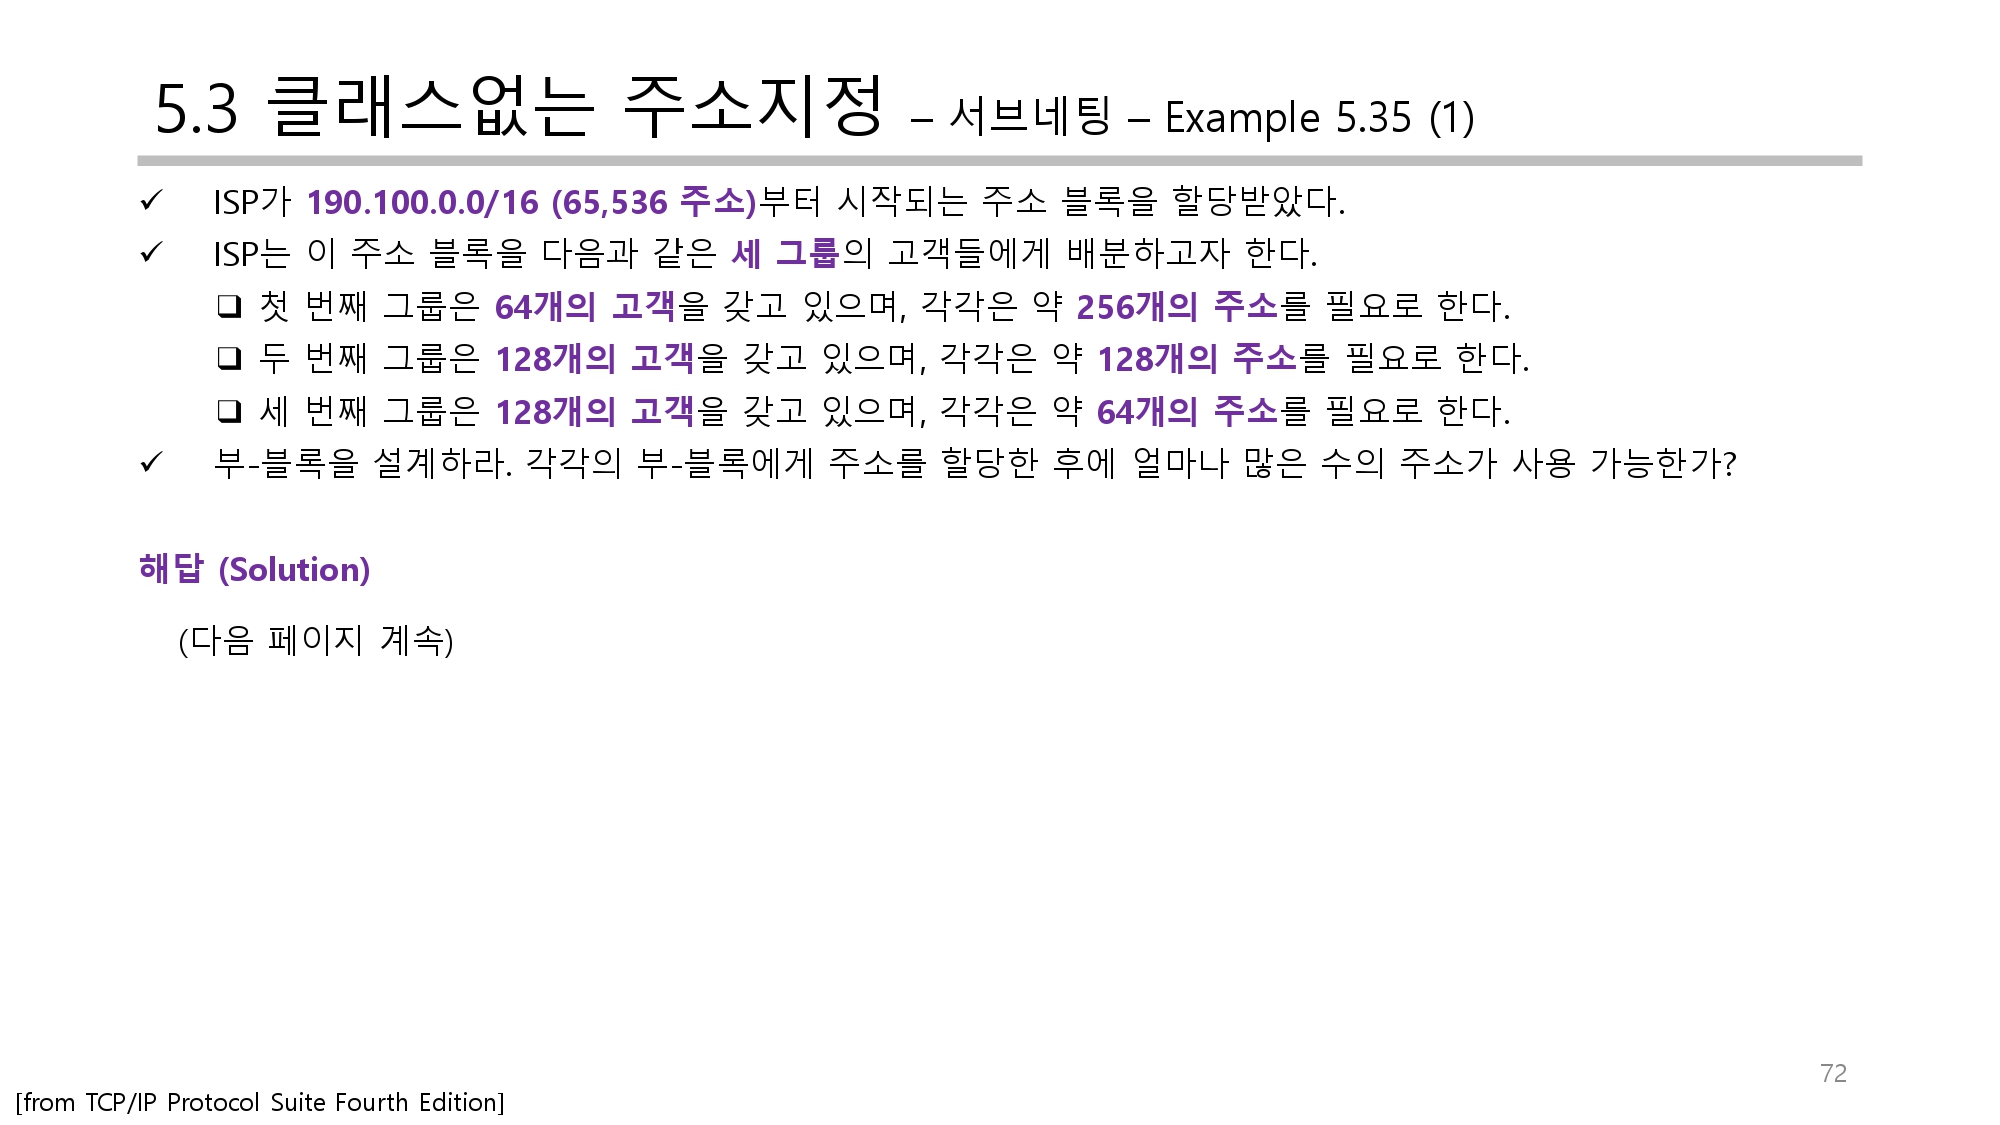 5.3 클래스없는 주소지정 – 서브네팅 – Example 5.35 (1)
✓ ISP가 190.100.0.0/16 (65,536 주소)부터 시작되는 주소 블록을 할당받았다.
✓ ISP는 이 주소 블록을 다음과 같은 세 그룹의 고객들에게 배분하고자 한다.
❑ 첫 번째 그룹은 64개의 고객을 갖고 있으며, 각각은 약 256개의 주소를 필요로 한다.
❑ 두 번째 그룹은 128개의 고객을 갖고 있으며, 각각은 약 128개의 주소를 필요로 한다.
❑ 세 번째 그룹은 128개의 고객을 갖고 있으며, 각각은 약 64개의 주소를 필요로 한다.
✓ 부-블록을 설계하라. 각각의 부-블록에게 주소를 할당한 후에 얼마나 많은 수의 주소가 사용 가능한가?
해답 (Solution)
(다음 페이지 계속)
72
[from TCP/IP Protocol Suite Fourth Edition]